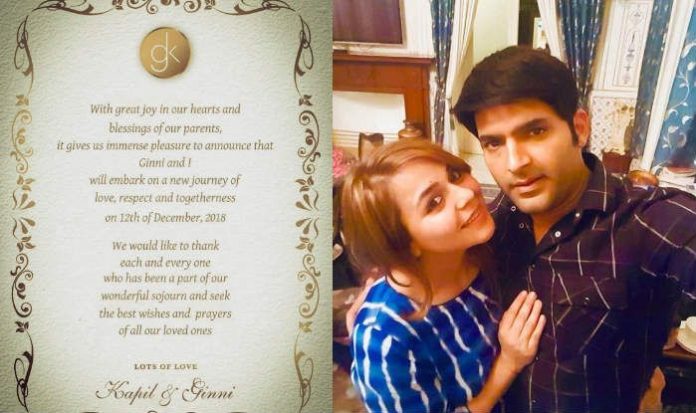 gk
With great joy in our hearts and
blessings of our parents,
it gives us immense pleasure to announce that
Ginni and I
will embark on a new journey of
love, respect and togetherness
on 12th of December, 2018
We would like to thank
each and every one
who has been a part of our
wonderful sojourn and seek
the best wishes and prayers
of all our loved ones
LOTS OF LOVE
Kapil & Ginni